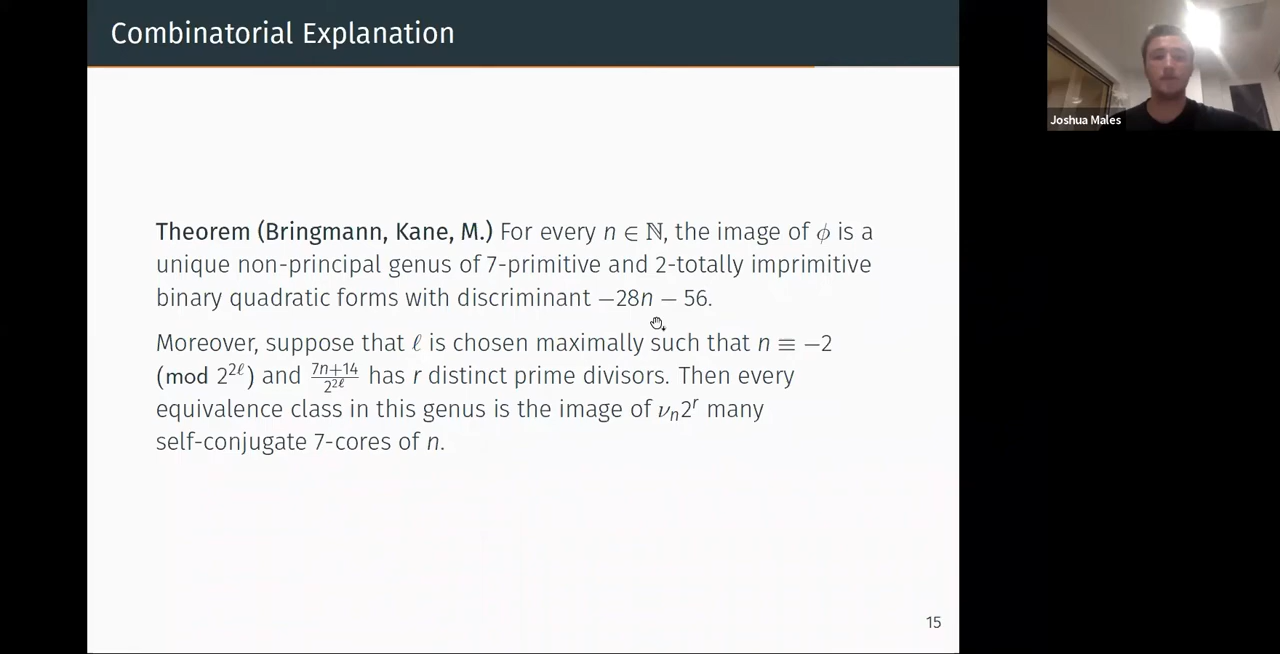 Combinatorial Explanation
Joshua Males
Theorem (Bringmann, Kane, M.) For every n ∈ ℕ, the image of ϕ is a
unique non-principal genus of 7-primitive and 2-totally imprimitive
binary quadratic forms with discriminant −28n − 56.
Moreover, suppose that ℓ is chosen maximally such that n ≡ −2
(mod 2^{2ℓ}) and \frac{7n+14}{2^{2ℓ}} has r distinct prime divisors. Then every
equivalence class in this genus is the image of ν_n2^r many
self-conjugate 7-cores of n.
15